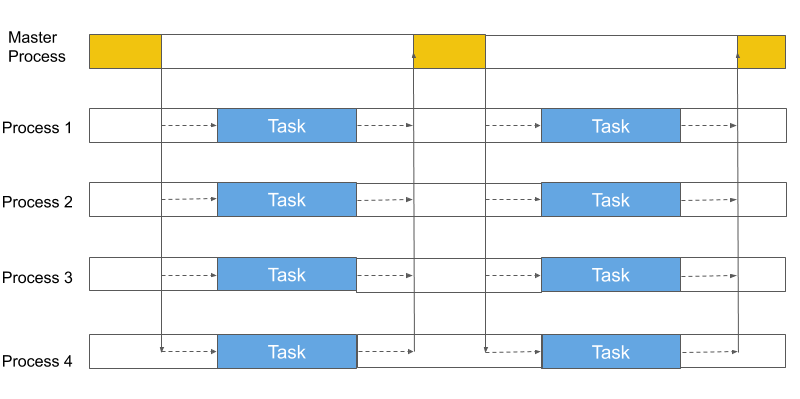 Master
Process
Process 1
Task
Task
Process 2
Task
Task
Process 3
Task
Task
Process 4
Task
Task